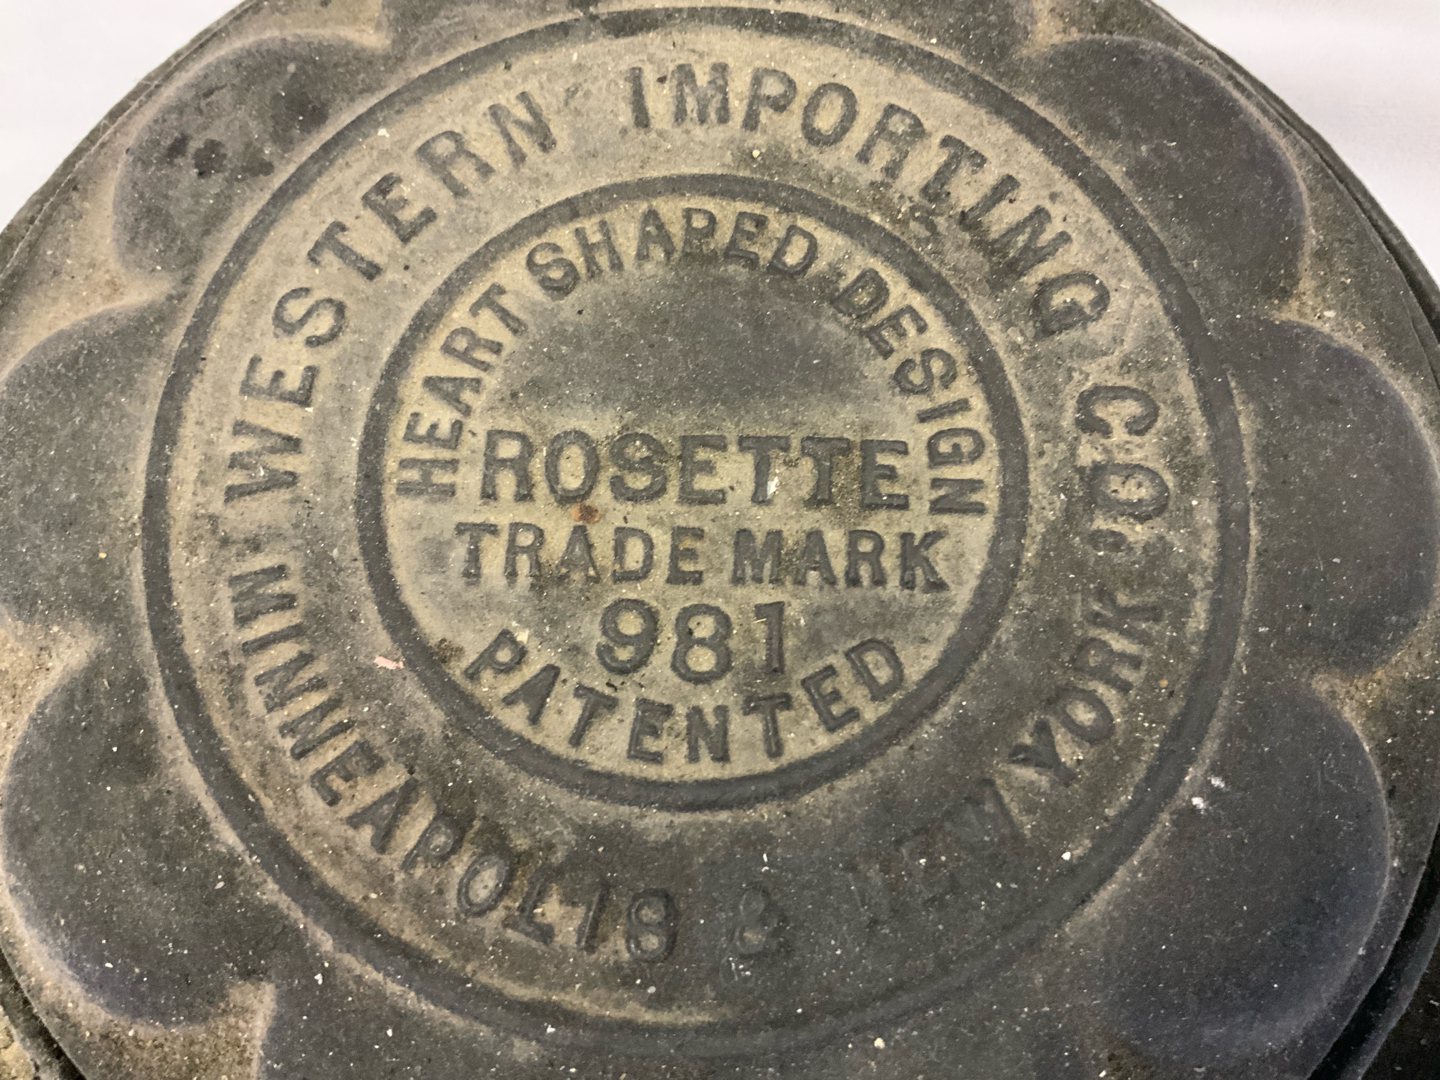 WESTERN IMPORTING CO.
MINNEAPOLIS & NEW YORK
HEART SHAPED DESIGN
ROSETTE
TRADE MARK
981
PATENTED